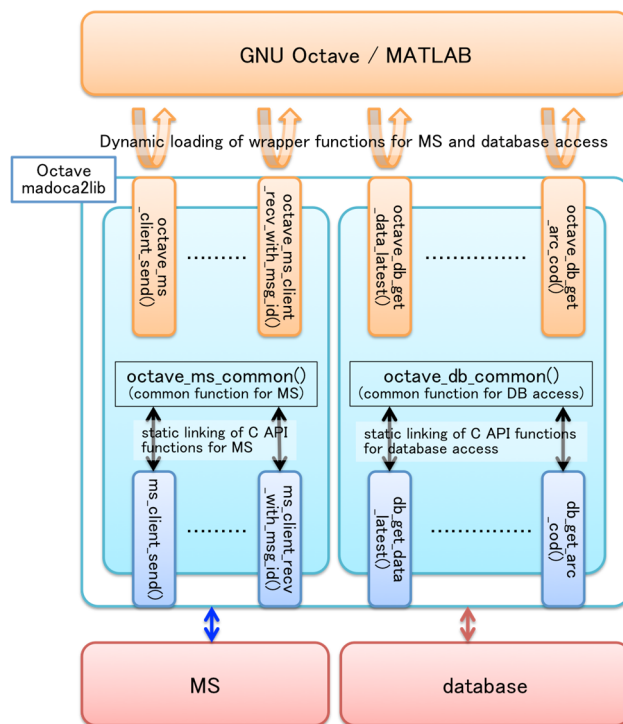 GNU Octave / MATLAB
Dynamic loading of wrapper functions for MS and database access
Octave
madoca2lib
octave_ms
_client_send()
.........
octave_ms_client
_recv_with_msg_id()
octave_db_get
_data_latest()
.............
octave_db_get
_arc_cod()
octave_ms_common()
(common function for MS)
octave_db_common()
(common function for DB access)
static linking of C API
functions for MS
static linking of C API functions
for database access
ms_client_send()
.........
ms_client_recv
_with_msg_id()
db_get_data
_latest()
.............
db_get_arc
_cod()
MS
database